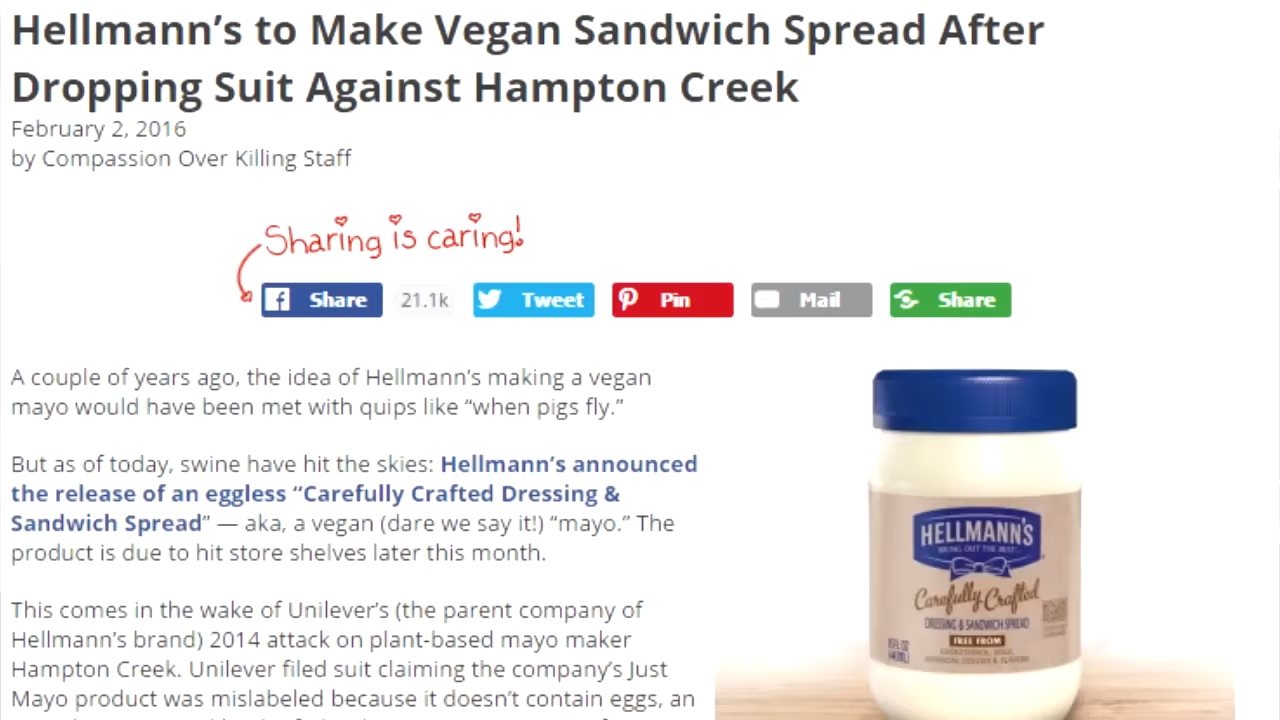 Hellmann’s to Make Vegan Sandwich Spread After
Dropping Suit Against Hampton Creek
February 2, 2016
by Compassion Over Killing Staff
Sharing is caring!
Share
21.1k
Tweet
Pin
Mail
Share
A couple of years ago, the idea of Hellmann’s making a vegan
mayo would have been met with quips like “when pigs fly.”
But as of today, swine have hit the skies: Hellmann’s announced
the release of an eggless “Carefully Crafted Dressing &
Sandwich Spread” — aka, a vegan (dare we say it!) “mayo.” The
product is due to hit store shelves later this month.
This comes in the wake of Unilever’s (the parent company of
Hellmann’s brand) 2014 attack on plant-based mayo maker
Hampton Creek. Unilever filed suit claiming the company’s Just
Mayo product was mislabeled because it doesn’t contain eggs, an
HELLMANN'S
BRING OUT THE BEST
Carefully Crafted
DRESSING & SANDWICH SPREAD
FREE FROM